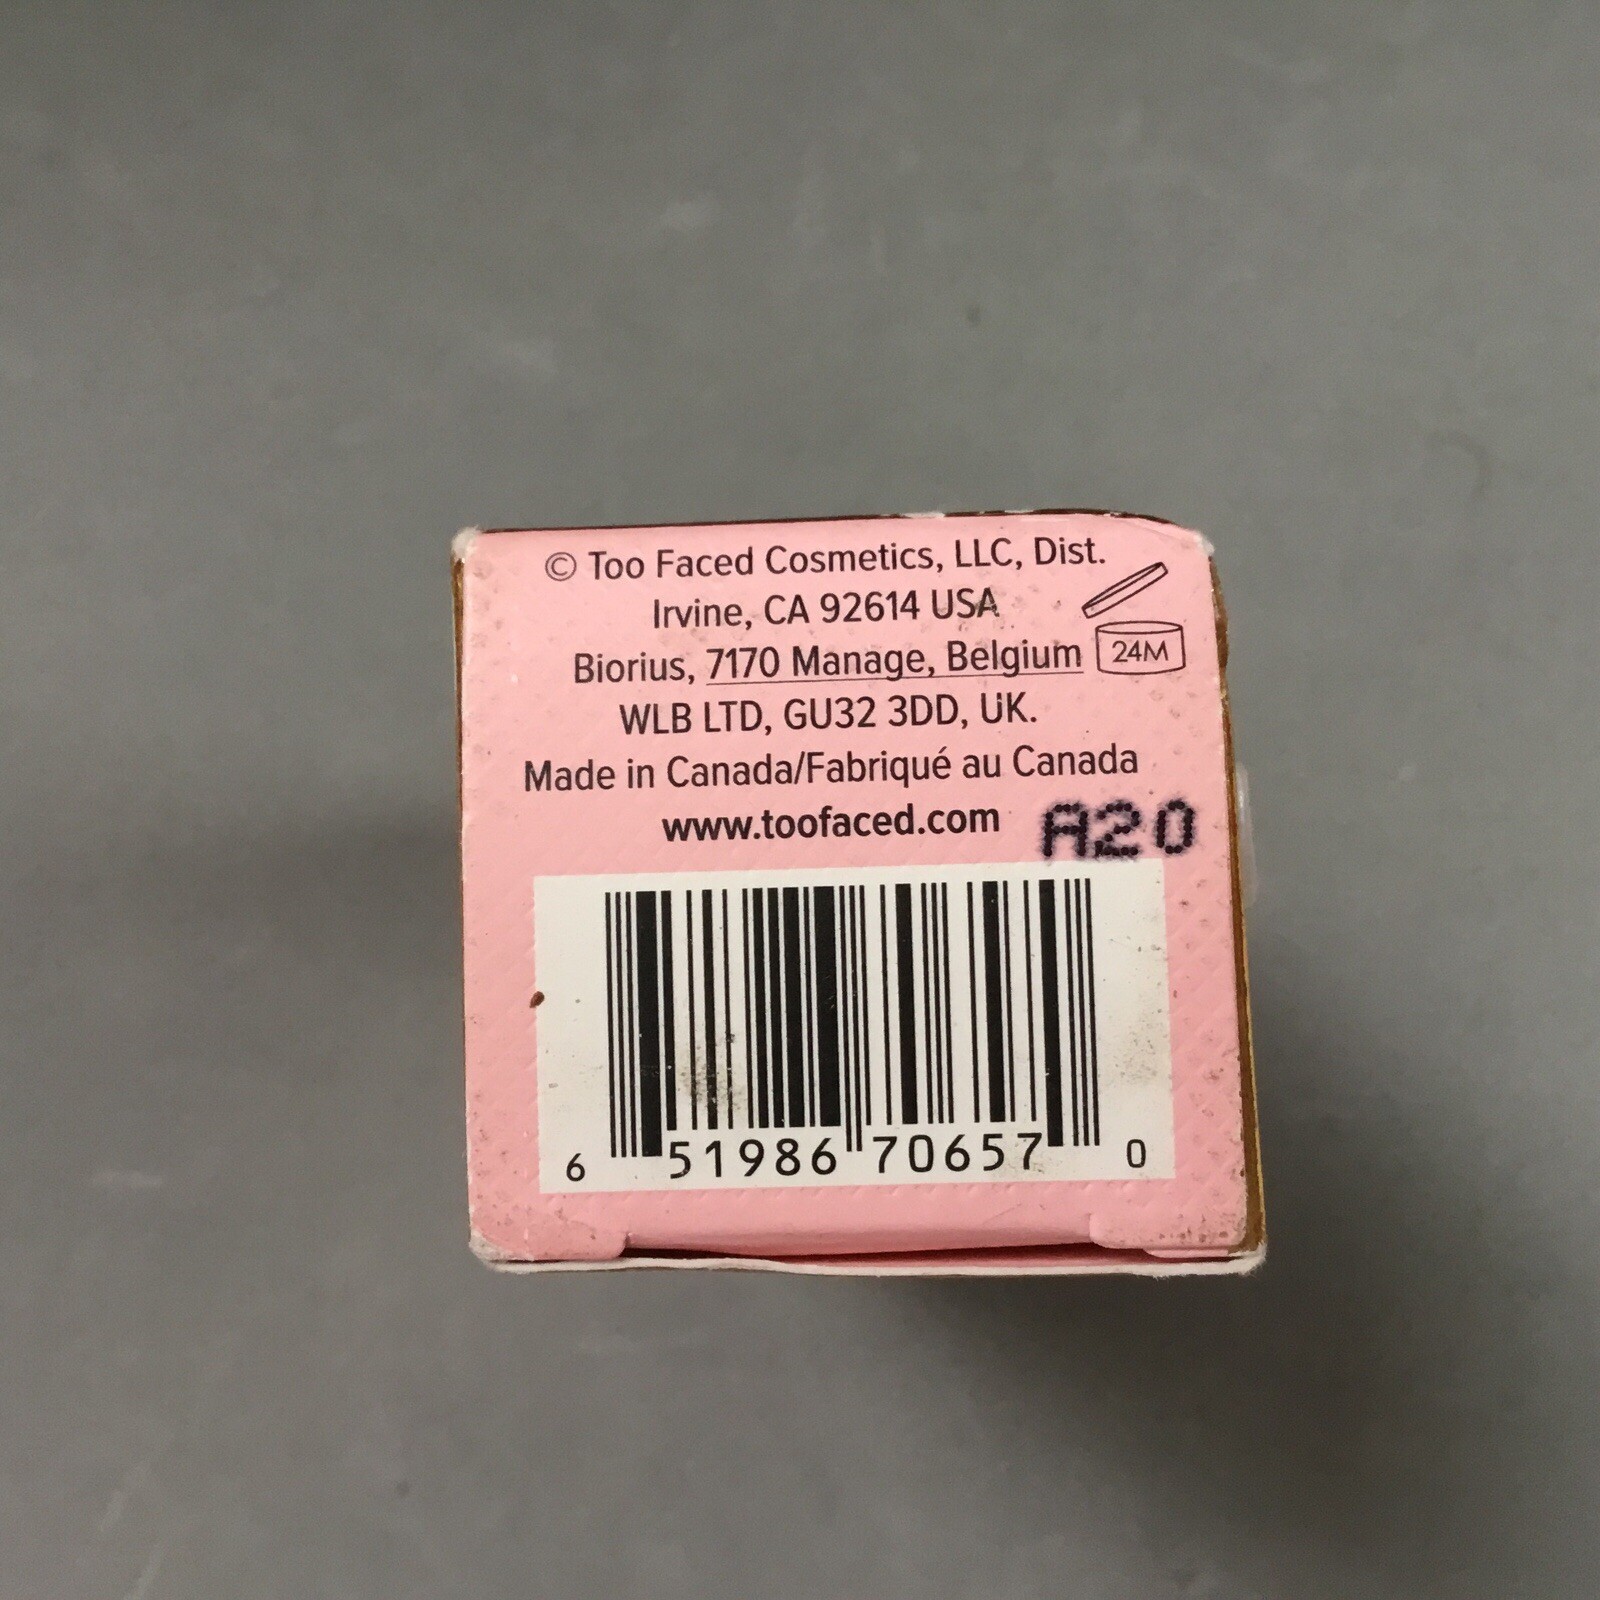 © Too Faced Cosmetics, LLC, Dist.
Irvine, CA 92614 USA
Biorius, 7170 Manage, Belgium
24M
WLB LTD, GU32 3DD, UK.
Made in Canada/Fabriqué au Canada
www.toofaced.com
A20
6 51986 70657 0